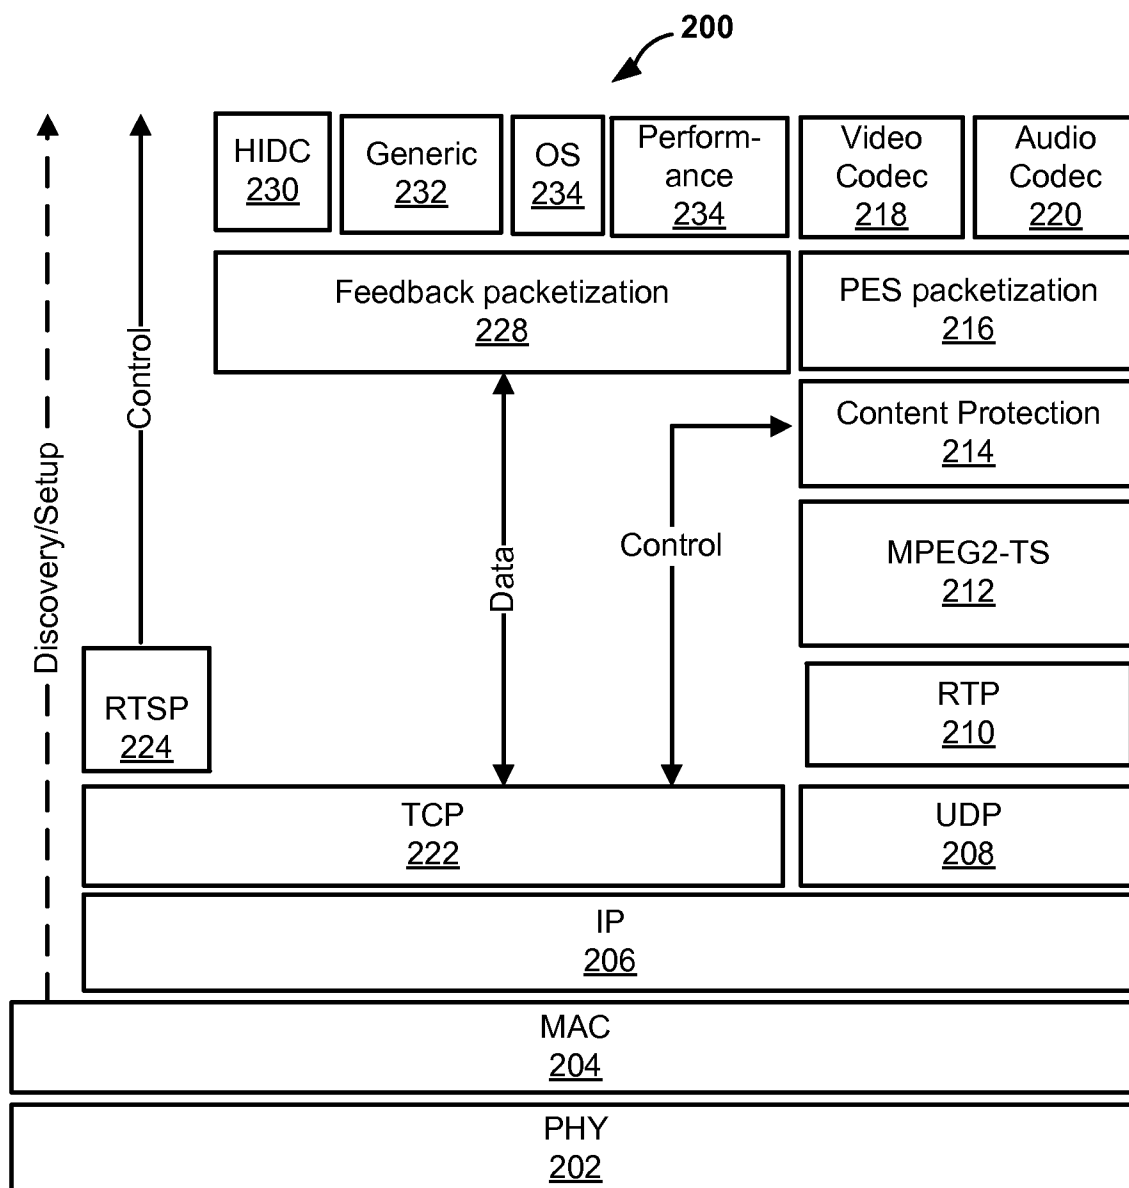 200
HIDC
230
Generic
232
OS
234
Perform-
ance
234
Video
Codec
218
Audio
Codec
220
Feedback packetization
228
PES packetization
216
Content Protection
214
MPEG2-TS
212
RTP
210
Discovery/Setup
Control
Data
Control
RTSP
224
TCP
222
UDP
208
IP
206
MAC
204
PHY
202